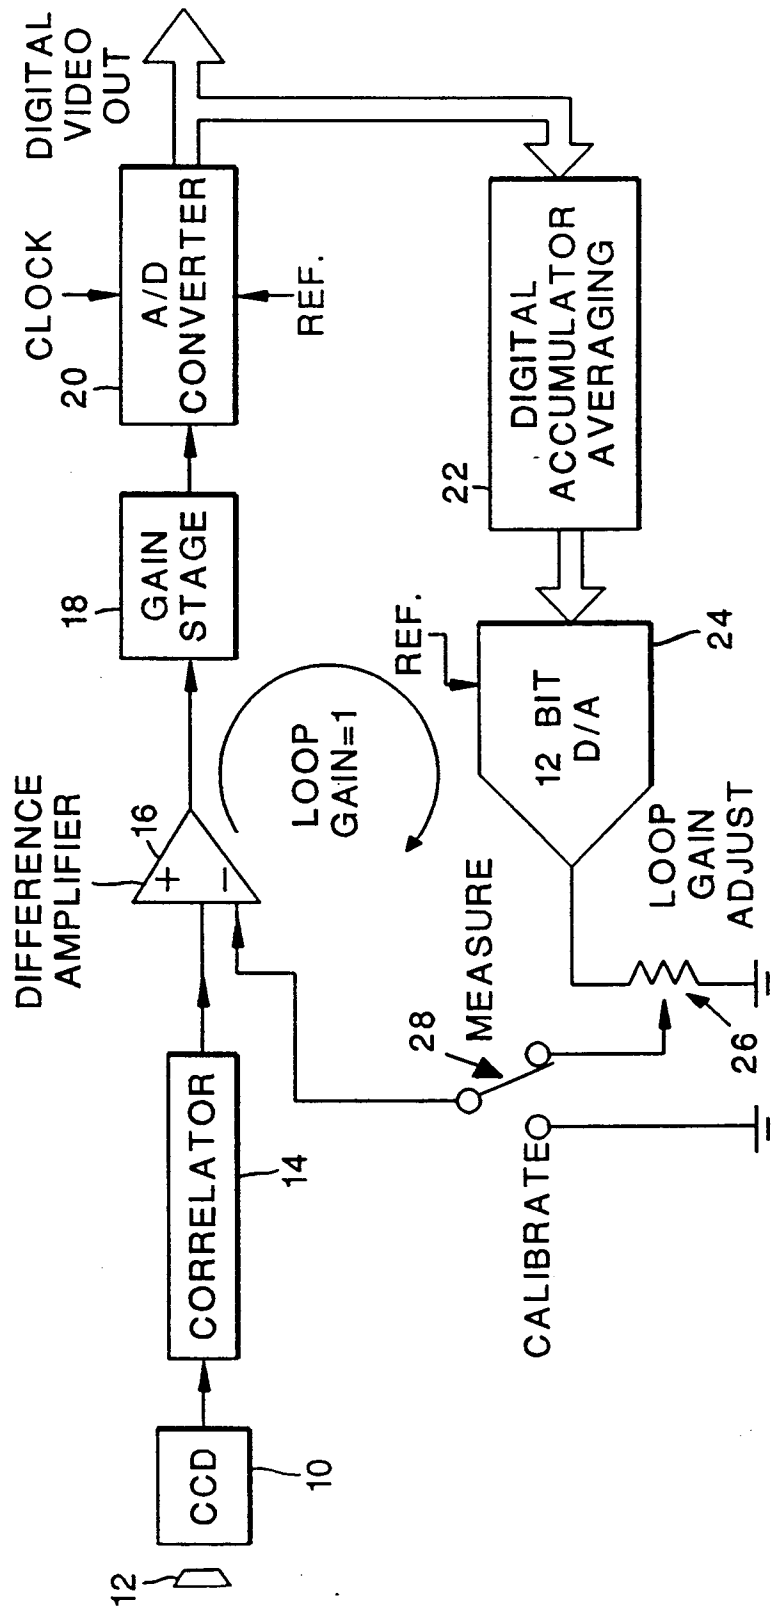 12
CCD
10
CORRELATOR
14
DIFFERENCE
AMPLIFIER
16
+
−
GAIN
STAGE
18
A/D
CONVERTER
20
CLOCK
REF.
DIGITAL
VIDEO
OUT
LOOP
GAIN=1
DIGITAL
ACCUMULATOR
AVERAGING
22
REF.
12 BIT
D/A
24
LOOP
GAIN
ADJUST
26
MEASURE
28
CALIBRATE